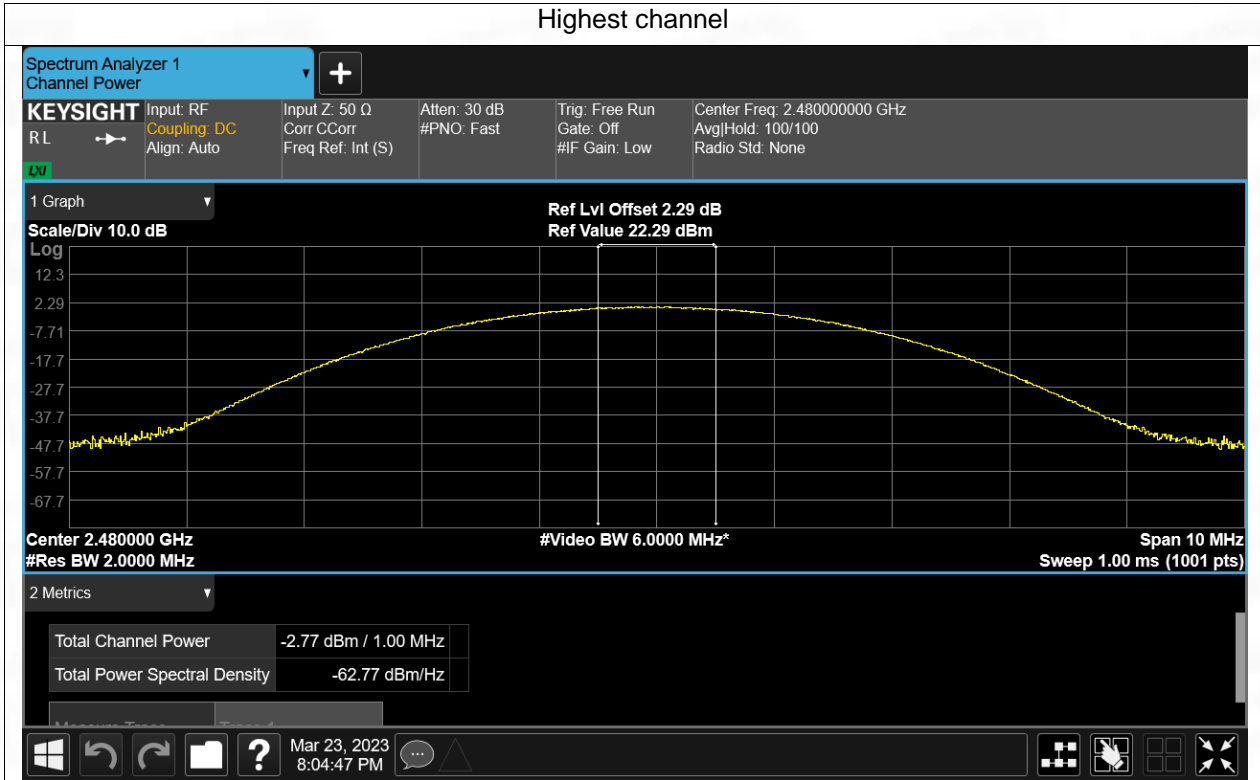 Highest channel
Spectrum Analyzer 1
Channel Power
KEYSIGHT
R L
LXI
Input: RF
Coupling: DC
Align: Auto
Input Z: 50 Ω
Corr CCorr
Freq Ref: Int (S)
Atten: 30 dB
#PNO: Fast
Trig: Free Run
Gate: Off
#IF Gain: Low
Center Freq: 2.480000000 GHz
Avg|Hold: 100/100
Radio Std: None
1 Graph
Scale/Div 10.0 dB
Ref Lvl Offset 2.29 dB
Ref Value 22.29 dBm
Log
12.3
2.29
-7.71
-17.7
-27.7
-37.7
-47.7
-57.7
-67.7
Center 2.480000 GHz
#Res BW 2.0000 MHz
#Video BW 6.0000 MHz*
Span 10 MHz
Sweep 1.00 ms (1001 pts)
2 Metrics
Total Channel Power -2.77 dBm / 1.00 MHz
Total Power Spectral Density -62.77 dBm/Hz
Mar 23, 2023
8:04:47 PM